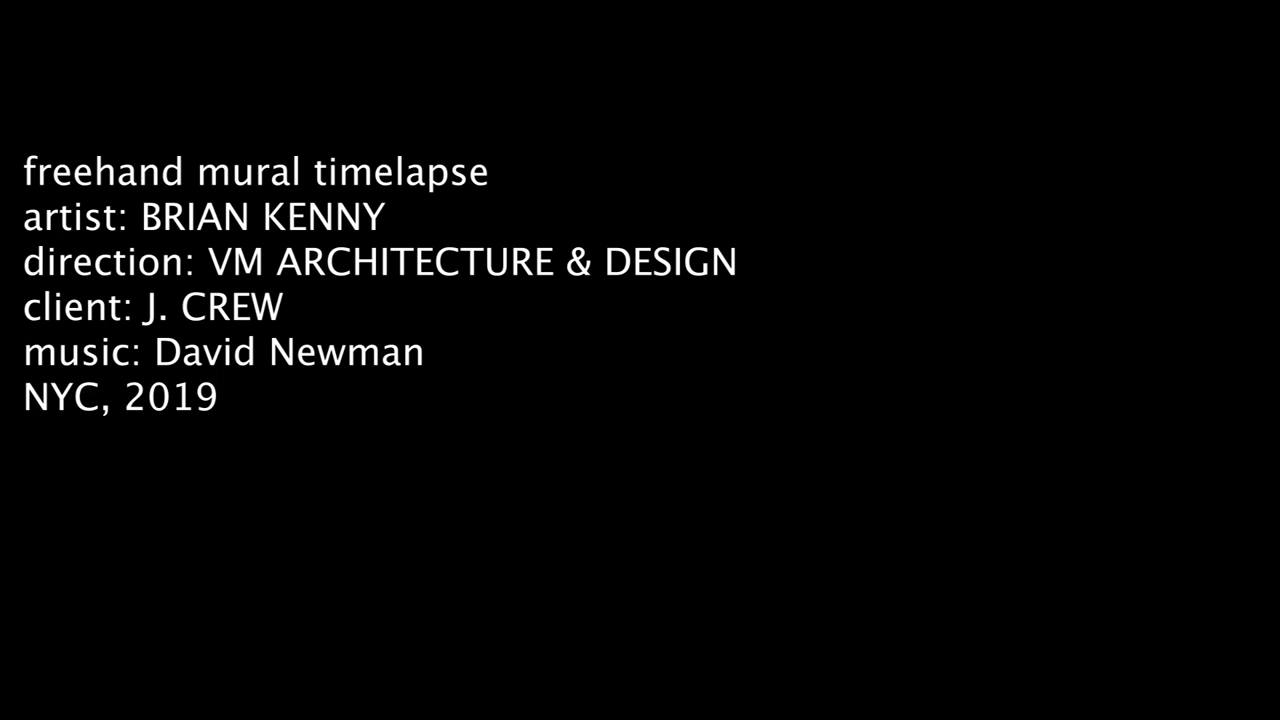 freehand mural timelapse
artist: BRIAN KENNY
direction: VM ARCHITECTURE & DESIGN
client: J. CREW
music: David Newman
NYC, 2019